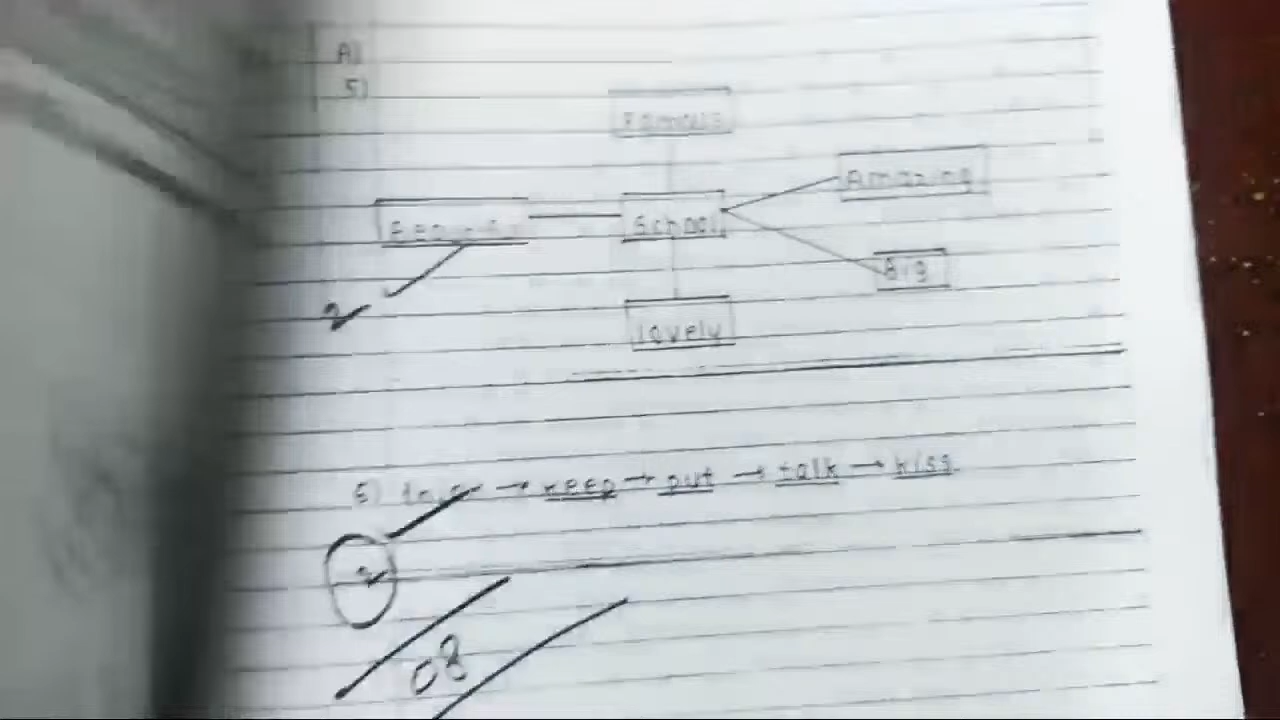 A)
5)
Famous
Amazing
School
Big
lovely
2
6) → keep → put → talk → kiss.
2
08